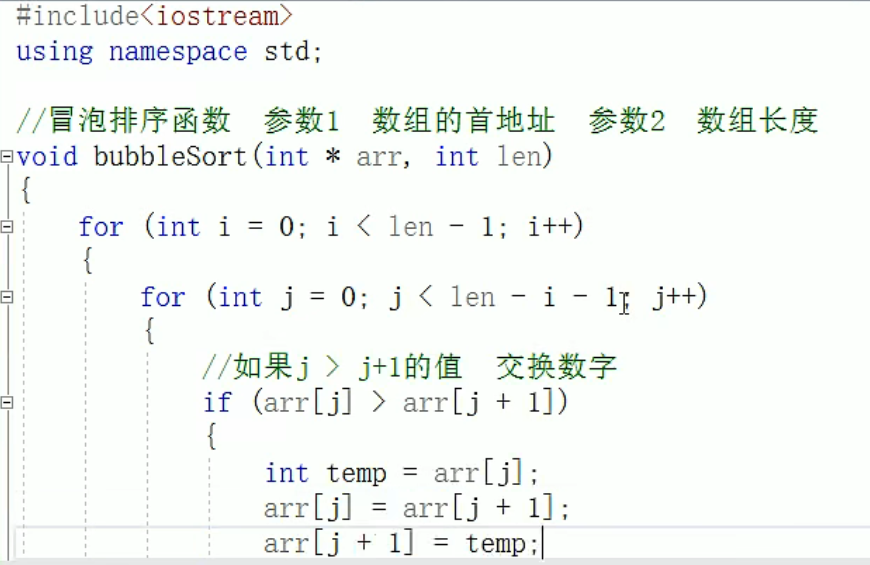 #include<iostream>
using namespace std;
//冒泡排序函数 参数1 数组的首地址 参数2 数组长度
void bubbleSort(int * arr, int len)
{
for (int i = 0; i < len - 1; i++)
{
for (int j = 0; j < len - i - 1; j++)
{
//如果j > j+1的值 交换数字
if (arr[j] > arr[j + 1])
{
int temp = arr[j];
arr[j] = arr[j + 1];
arr[j + 1] = temp;